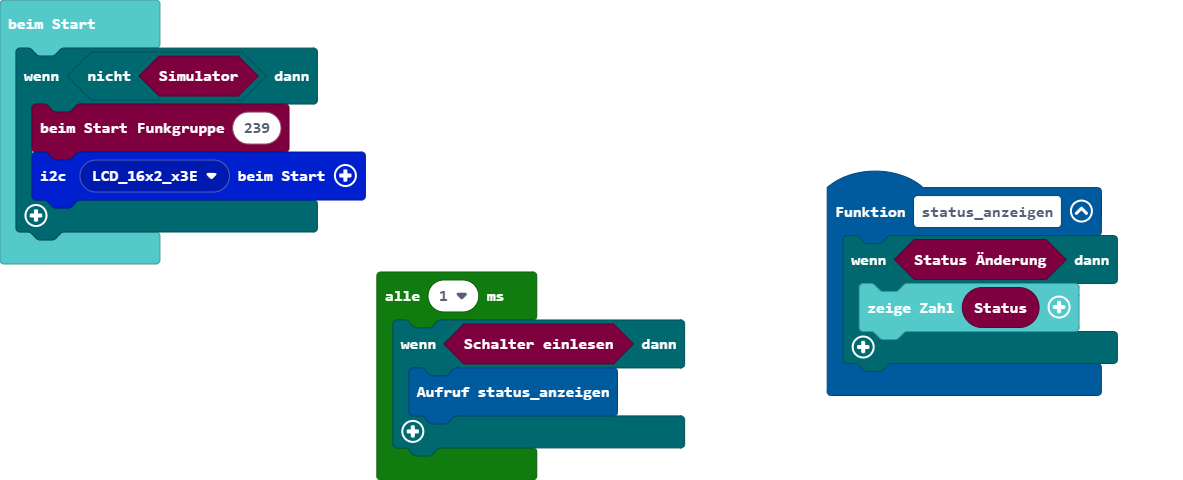 beim Start
wenn nicht Simulator dann
beim Start Funkgruppe 239
i2c LCD_16x2_x3E beim Start
alle 1 ms
wenn Schalter einlesen dann
Aufruf status_anzeigen
Funktion status_anzeigen
wenn Status Änderung dann
zeige Zahl Status